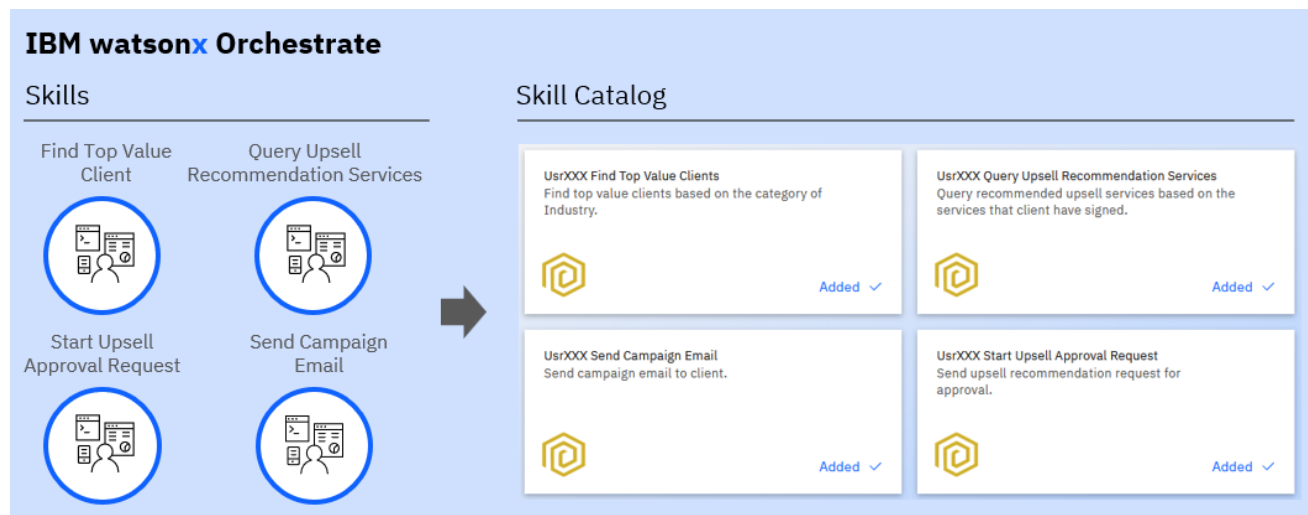 IBM watsonx Orchestrate
Skills
Find Top Value
Client
Query Upsell
Recommendation Services
Start Upsell
Approval Request
Send Campaign
Email
Skill Catalog
UsrXXX Find Top Value Clients
Find top value clients based on the category of
Industry.
Added
UsrXXX Query Upsell Recommendation Services
Query recommended upsell services based on the
services that client have signed.
Added
UsrXXX Send Campaign Email
Send campaign email to client.
Added
UsrXXX Start Upsell Approval Request
Send upsell recommendation request for
approval.
Added